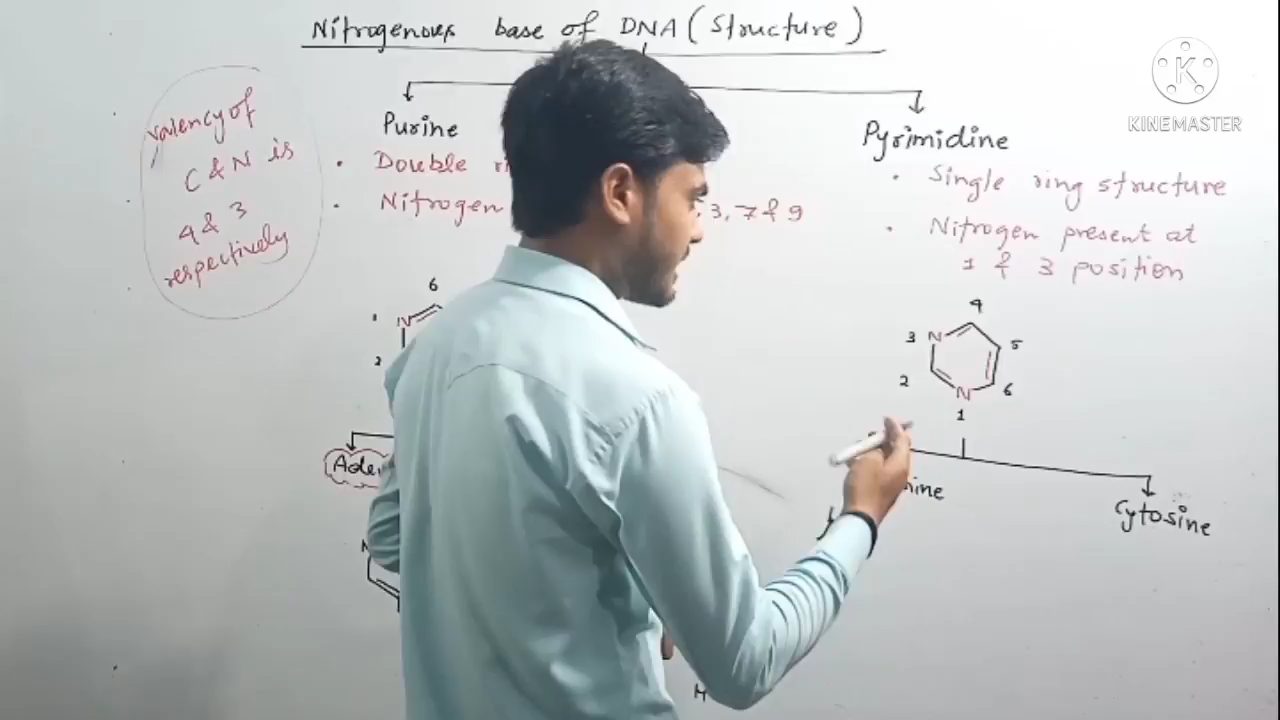 Nitrogenous base of DNA (Structure)
KINEMASTER
Valency of
C & N is
4 & 3
respectively
Purine
• Double
• Nitrogen 3, 7 & 9
Pyrimidine
• Single ring structure
• Nitrogen present at
1 & 3 position
6
1 N
2
4
3 N 5
2 6
N
1
Cytosine
N
H